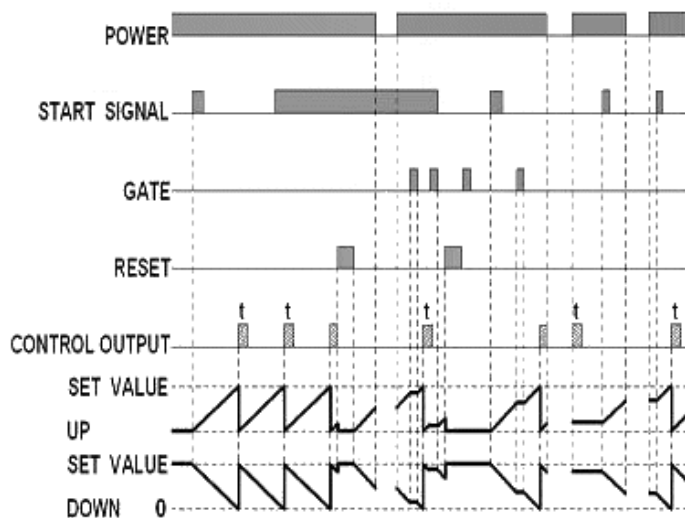 POWER
START SIGNAL
GATE
RESET
t t t t t
CONTROL OUTPUT
SET VALUE
UP
SET VALUE
DOWN 0